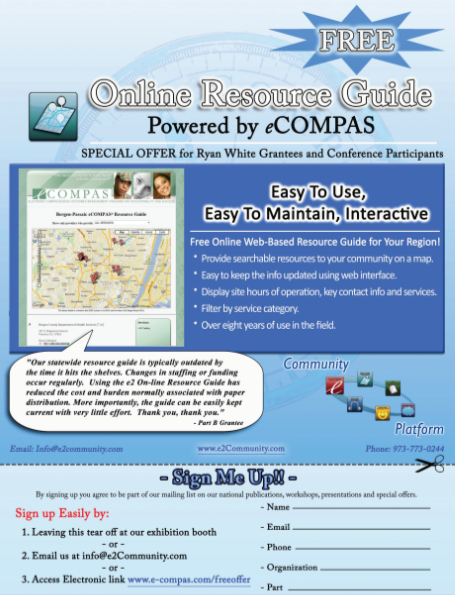 FREE
Online Resource Guide
Powered by eCOMPAS
SPECIAL OFFER for Ryan White Grantees and Conference Participants
eCOMPAS
Bergen-Passaic eCOMPAS® Resource Guide
Easy To Use,
Easy To Maintain, Interactive
Free Online Web-Based Resource Guide for Your Region!
* Provide searchable resources to your community on a map.
* Easy to keep the info updated using web interface.
* Display site hours of operation, key contact info and services.
* Filter by service category.
* Over eight years of use in the field.
"Our statewide resource guide is typically outdated by
the time it hits the shelves. Changes in staffing or funding
occur regularly. Using the e2 On-line Resource Guide has
reduced the cost and burden normally associated with paper
distribution. More importantly, the guide can be easily kept
current with very little effort. Thank you, thank you."
- Part B Grantee
Community
Platform
Email: Info@e2community.com
www.e2Community.com
Phone: 973-773-0244
- Sign Me Up!! -
By signing up you agree to be part of our mailing list on our national publications, workshops, presentations and special offers.
Sign up Easily by:
1. Leaving this tear off at our exhibition booth
- or -
2. Email us at info@e2Community.com
- or -
3. Access Electronic link www.e-compas.com/freeoffer
- Name
- Email
- Phone
- Organization
- Part